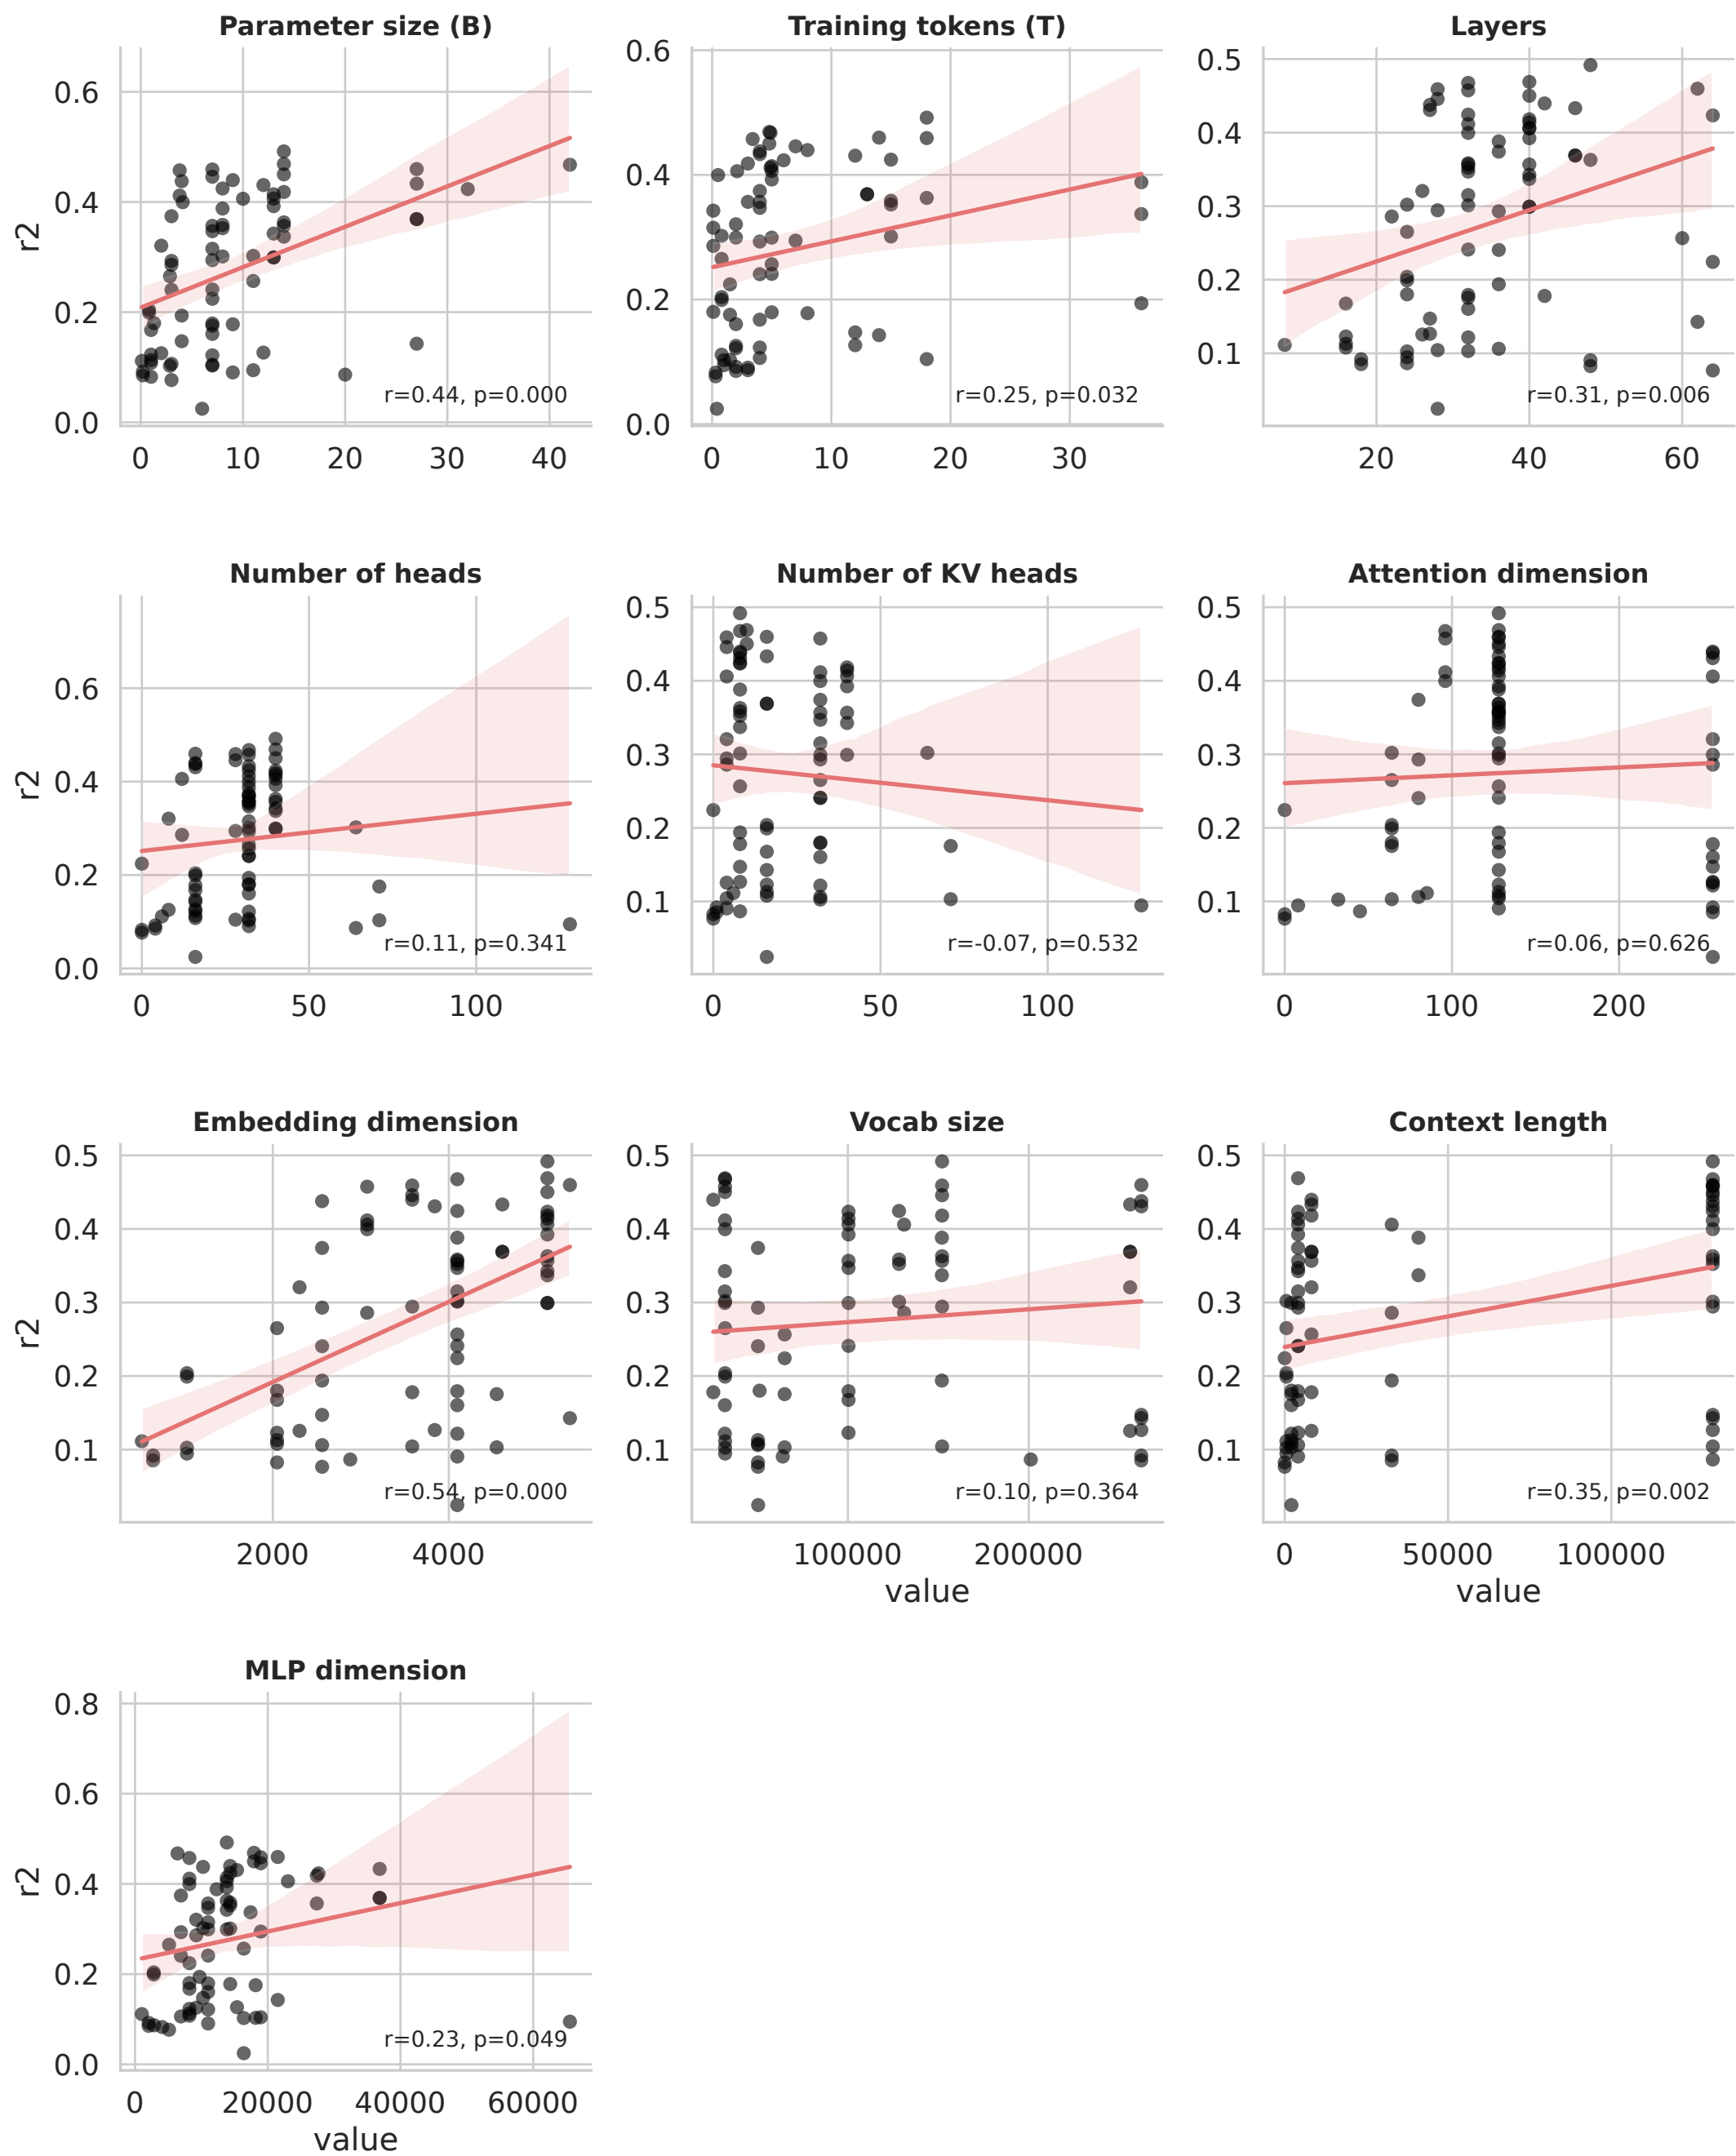 Parameter size (B)
r2
0.6
0.4
0.2
0.0
0 10 20 30 40
r=0.44, p=0.000
Training tokens (T)
0.6
0.4
0.2
0.0
0 10 20 30
r=0.25, p=0.032
Layers
0.5
0.4
0.3
0.2
0.1
20 40 60
r=0.31, p=0.006
Number of heads
r2
0.6
0.4
0.2
0.0
0 50 100
r=0.11, p=0.341
Number of KV heads
0.5
0.4
0.3
0.2
0.1
0 50 100
r=-0.07, p=0.532
Attention dimension
0.5
0.4
0.3
0.2
0.1
0 100 200
r=0.06, p=0.626
Embedding dimension
r2
0.5
0.4
0.3
0.2
0.1
2000 4000
r=0.54, p=0.000
Vocab size
0.5
0.4
0.3
0.2
0.1
100000 200000
value
r=0.10, p=0.364
Context length
0.5
0.4
0.3
0.2
0.1
0 50000 100000
value
r=0.35, p=0.002
MLP dimension
r2
0.8
0.6
0.4
0.2
0.0
0 20000 40000 60000
value
r=0.23, p=0.049